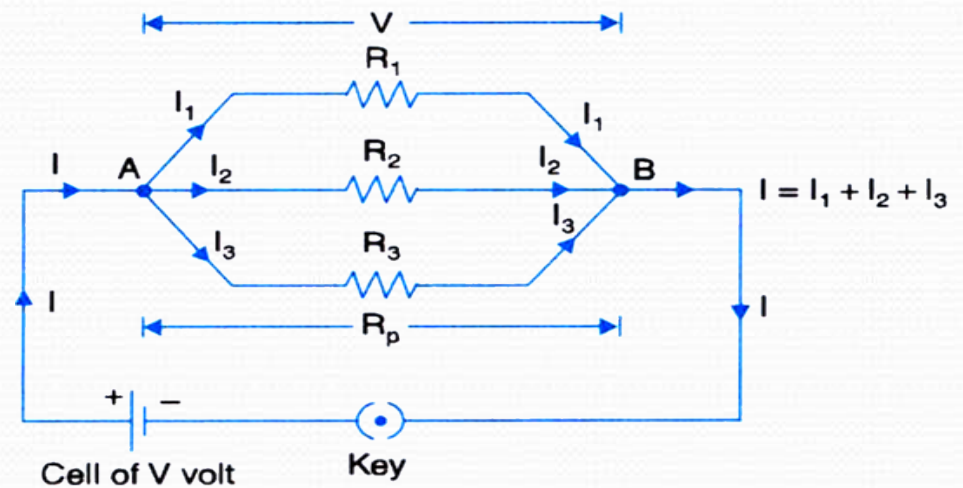 V
R₁
I₁
I₁
I
A
I₂
R₂
I₂
B
I = I₁ + I₂ + I₃
I₃
R₃
I₃
I
Rₚ
I
+
−
Cell of V volt
Key